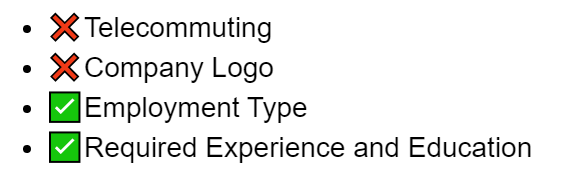 ❌ Telecommuting
❌ Company Logo
✅ Employment Type
✅ Required Experience and Education